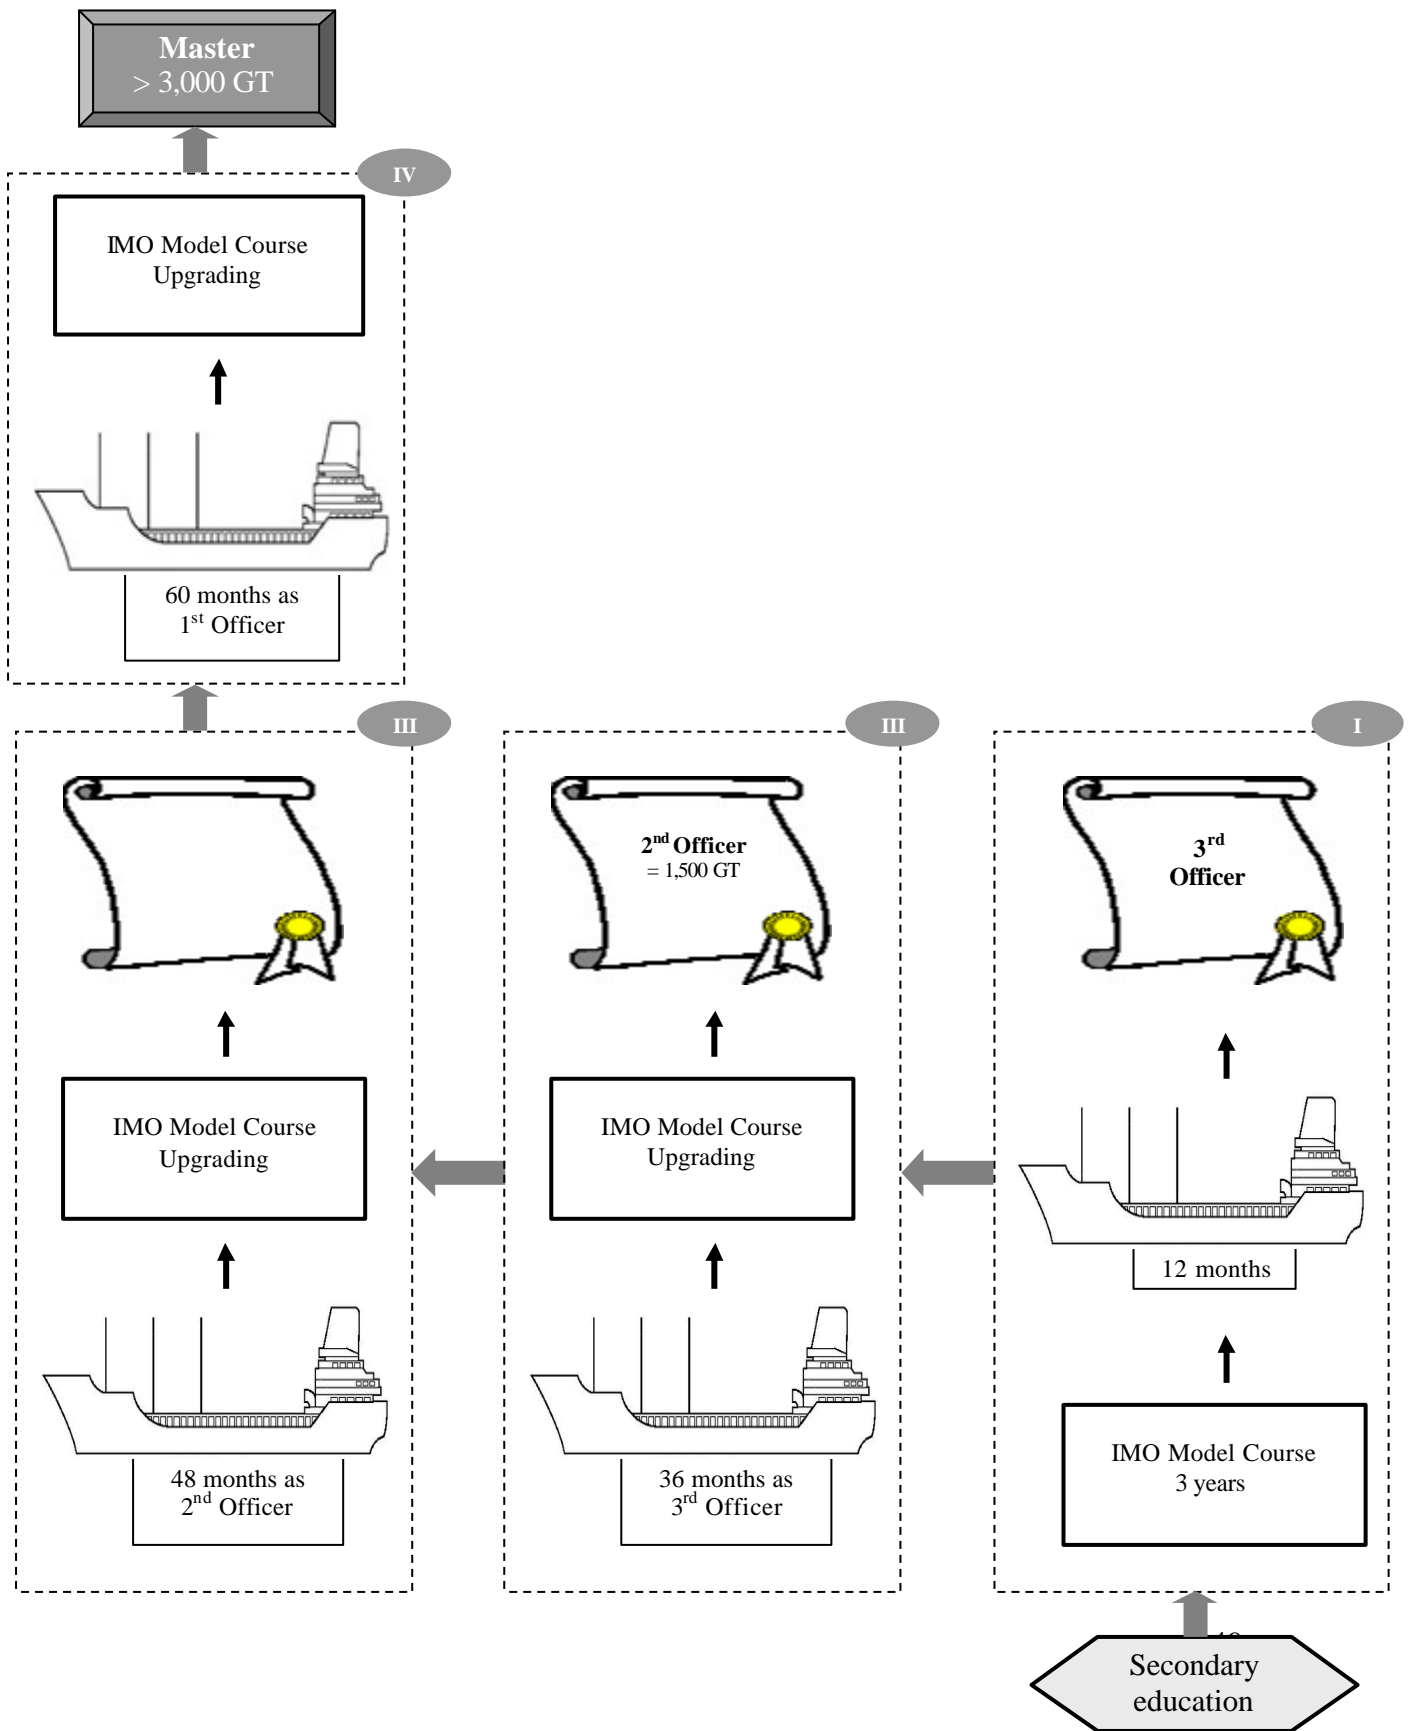 Master
> 3,000 GT
IV
IMO Model Course
Upgrading
60 months as
1st Officer
III
IMO Model Course
Upgrading
48 months as
2nd Officer
III
2nd Officer
= 1,500 GT
IMO Model Course
Upgrading
36 months as
3rd Officer
I
3rd
Officer
12 months
IMO Model Course
3 years
Secondary
education